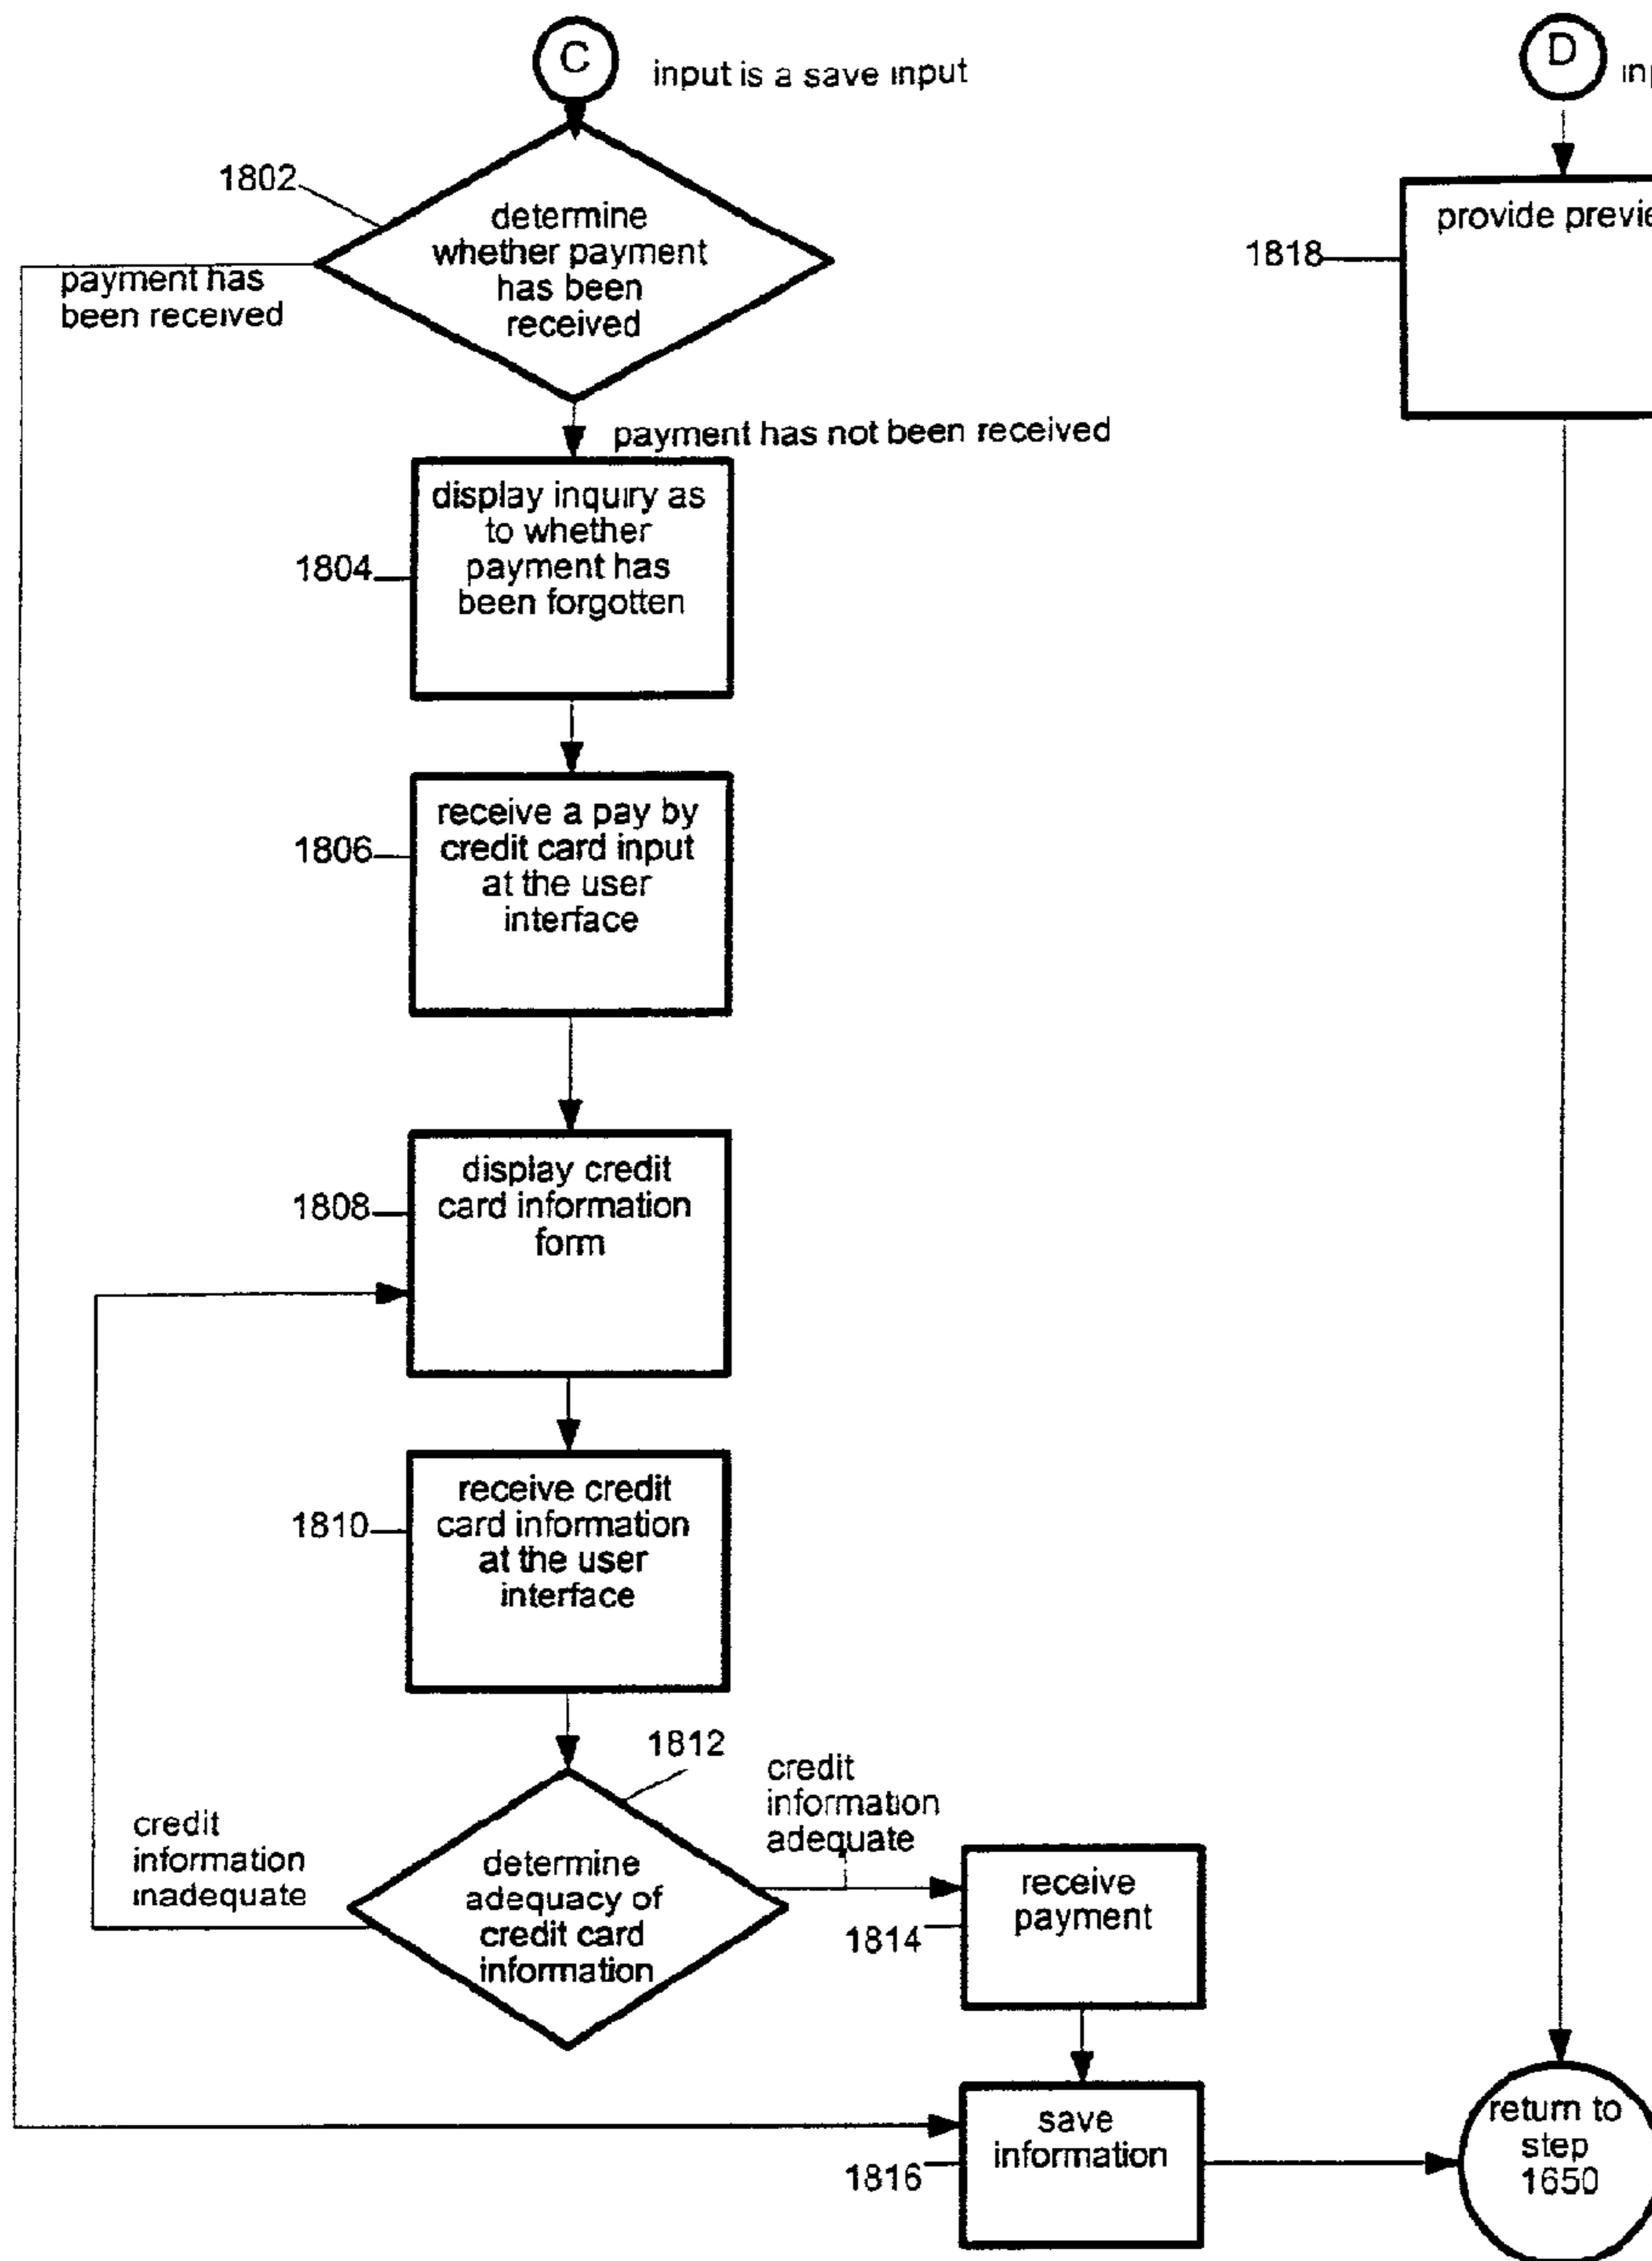 C
input is a save input
1802
determine
whether payment
has been
received
payment has
been received
payment has not been received
display inquiry as
to whether
payment has
been forgotten
1804
receive a pay by
credit card input
at the user
interface
1806
display credit
card information
form
1808
receive credit
card information
at the user
interface
1810
1812
credit
information
inadequate
determine
adequacy of
credit card
information
credit
information
adequate
receive
payment
1814
save
information
1816
D
provide
1818
return to
step
1650